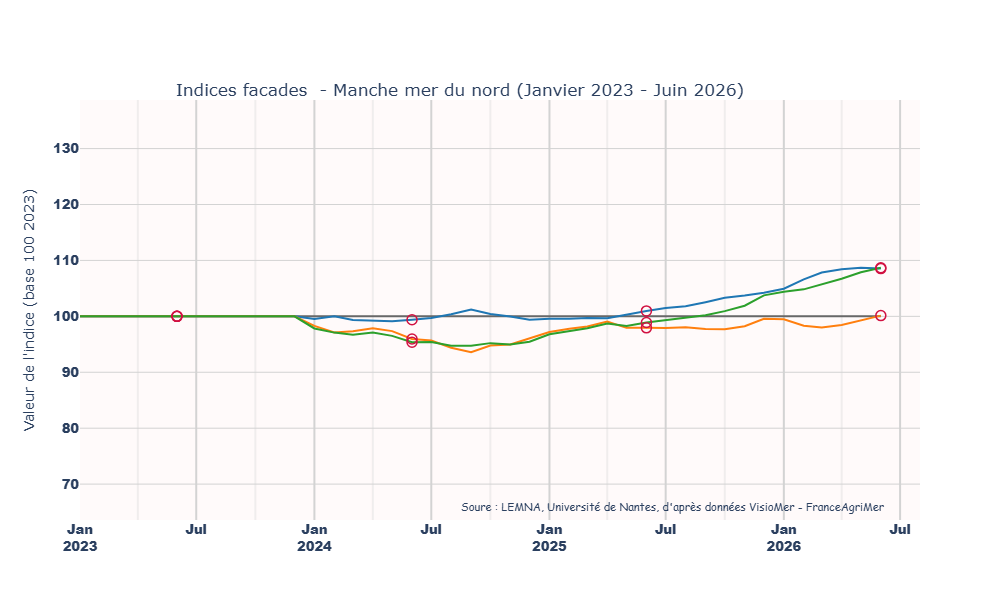 Indices facades  - Manche mer du nord (Janvier 2023 - Juin 2026)
Valeur de l'indice (base 100 2023)
130
120
110
100
90
80
70
Soure : LEMNA, Université de Nantes, d'après données VisioMer - FranceAgriMer
Jan Jul Jan Jul Jan Jul Jan Jul
2023 2024 2025 2026